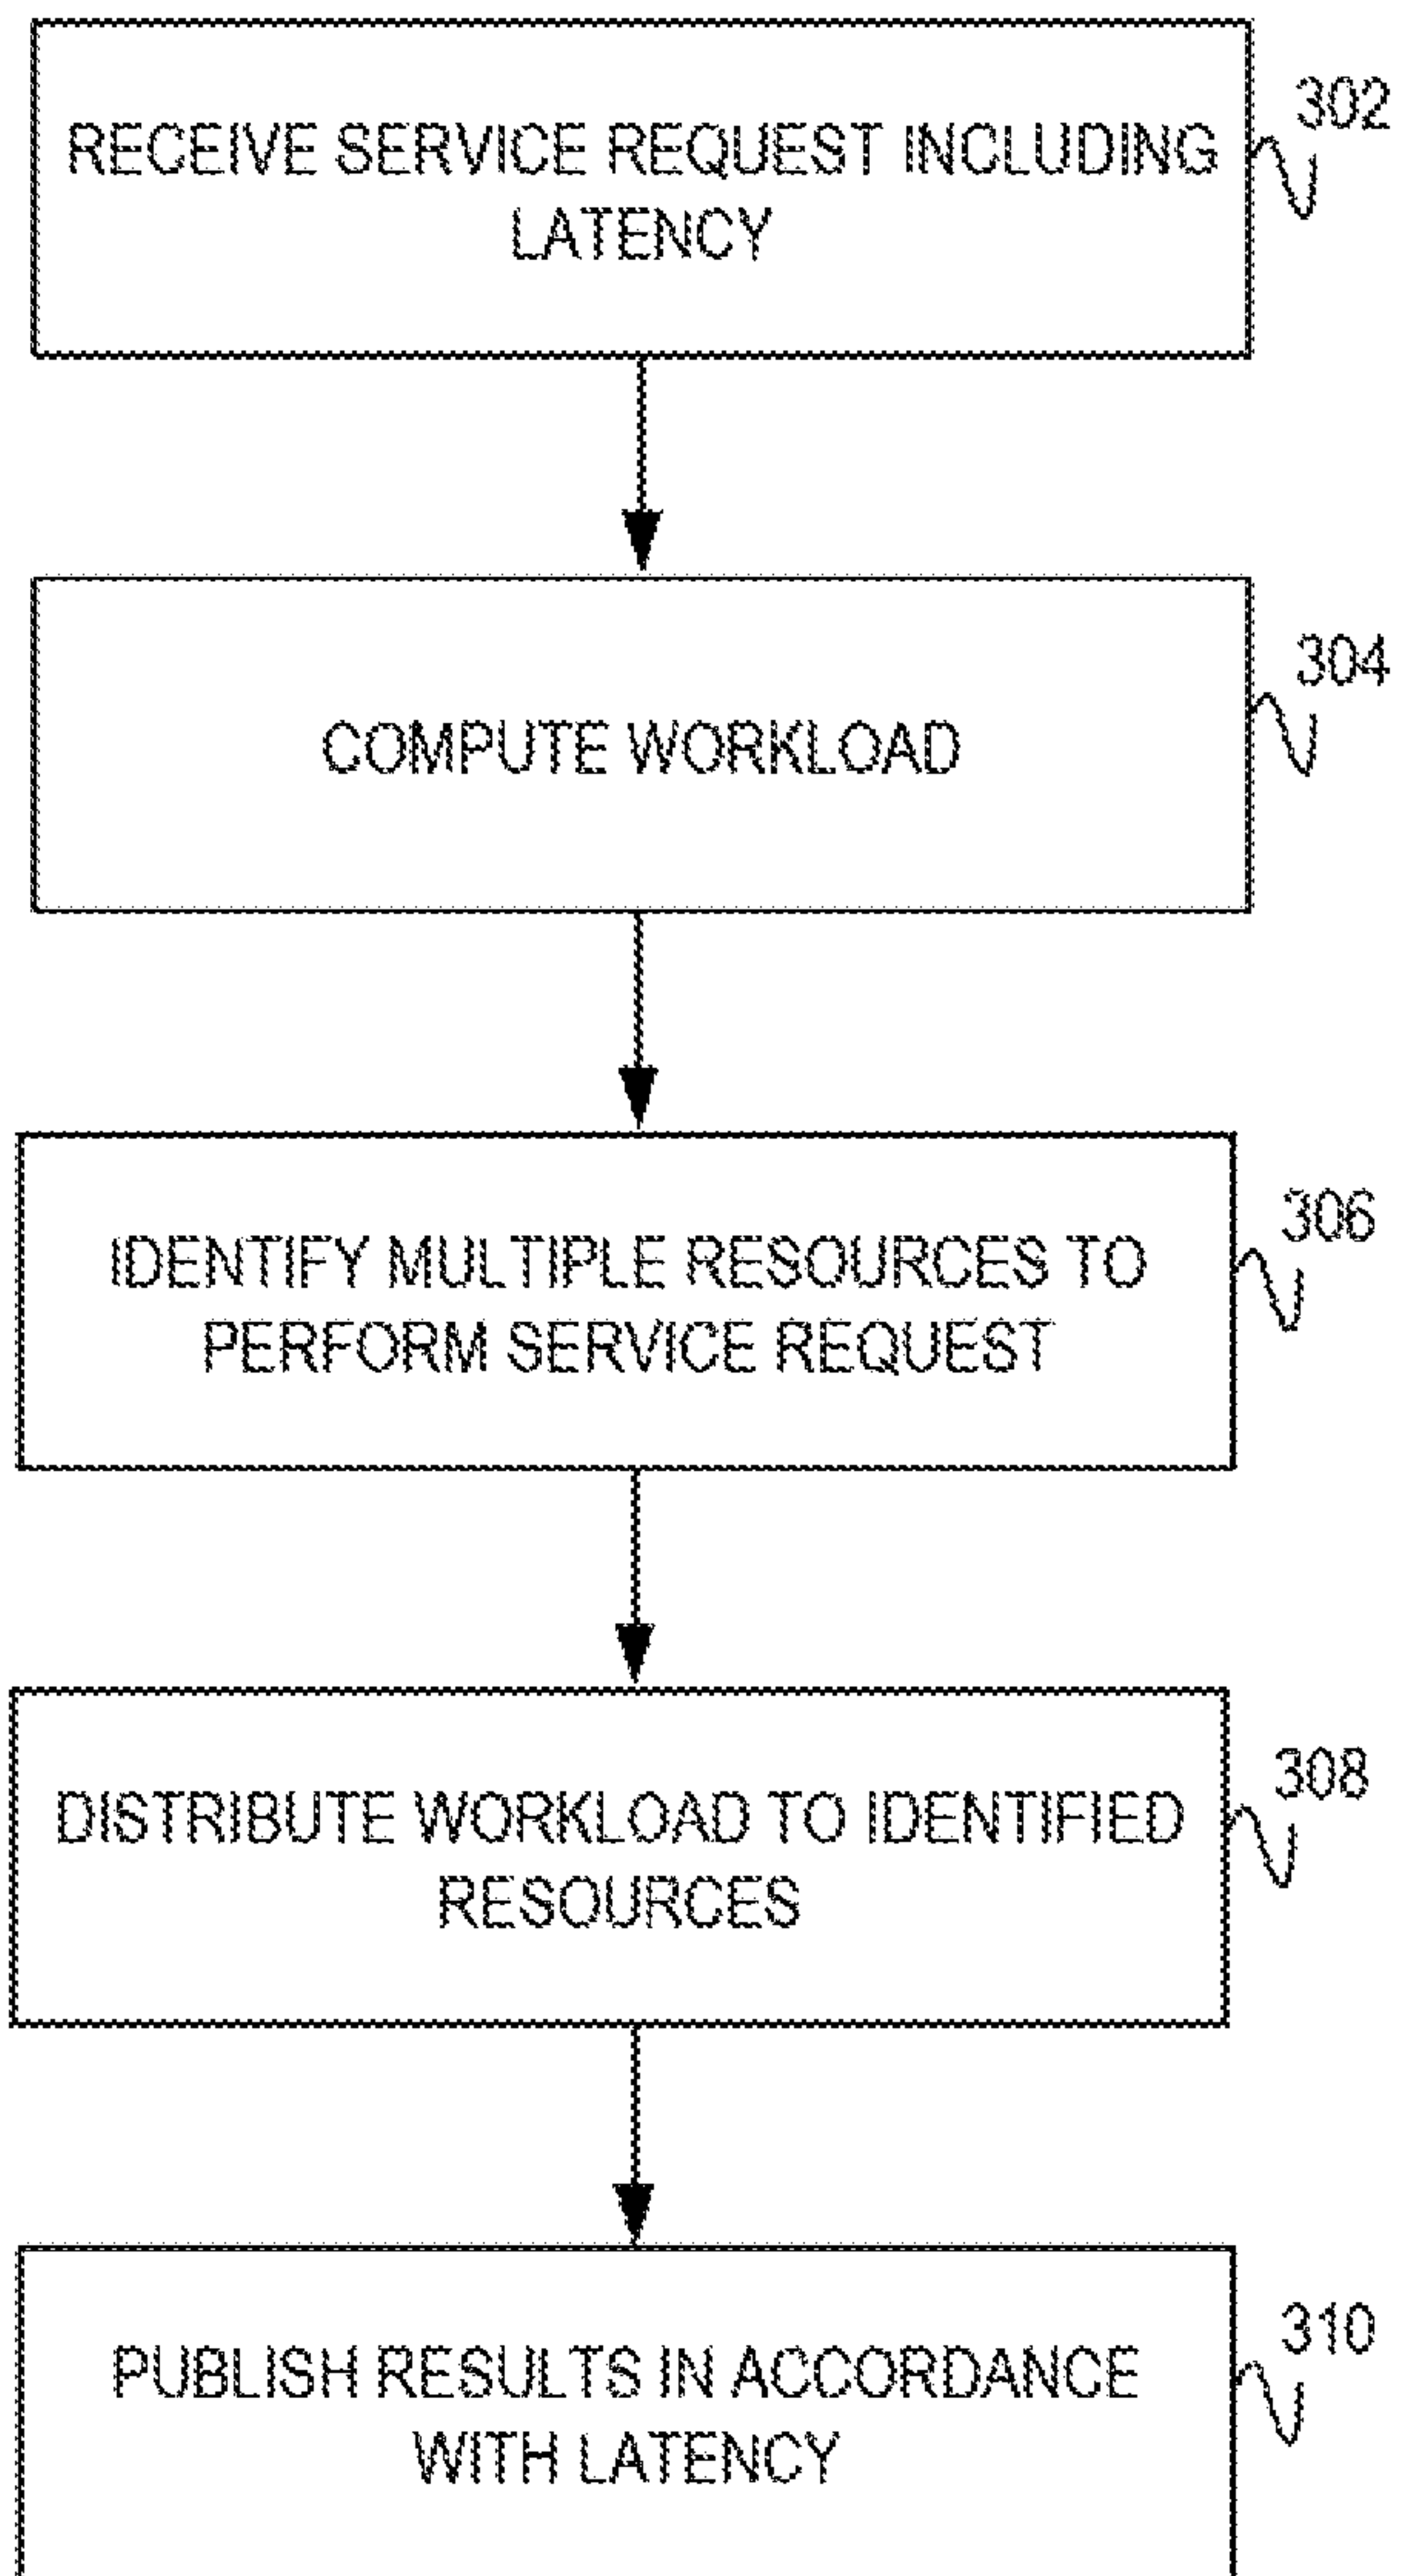 RECEIVE SERVICE REQUEST INCLUDING
LATENCY
302
COMPUTE WORKLOAD
304
IDENTIFY MULTIPLE RESOURCES TO
PERFORM SERVICE REQUEST
306
DISTRIBUTE WORKLOAD TO IDENTIFIED
RESOURCES
308
PUBLISH RESULTS IN ACCORDANCE
WITH LATENCY
310